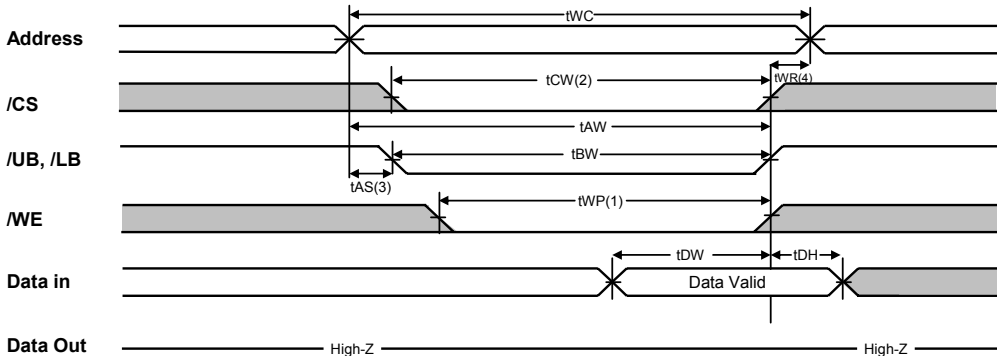 tWC
Address
tCW(2)
tWR(4)
/CS
tAW
/UB, /LB
tBW
tAS(3)
/WE
tWP(1)
tDW
tDH
Data in
Data Valid
Data Out
High-Z
High-Z